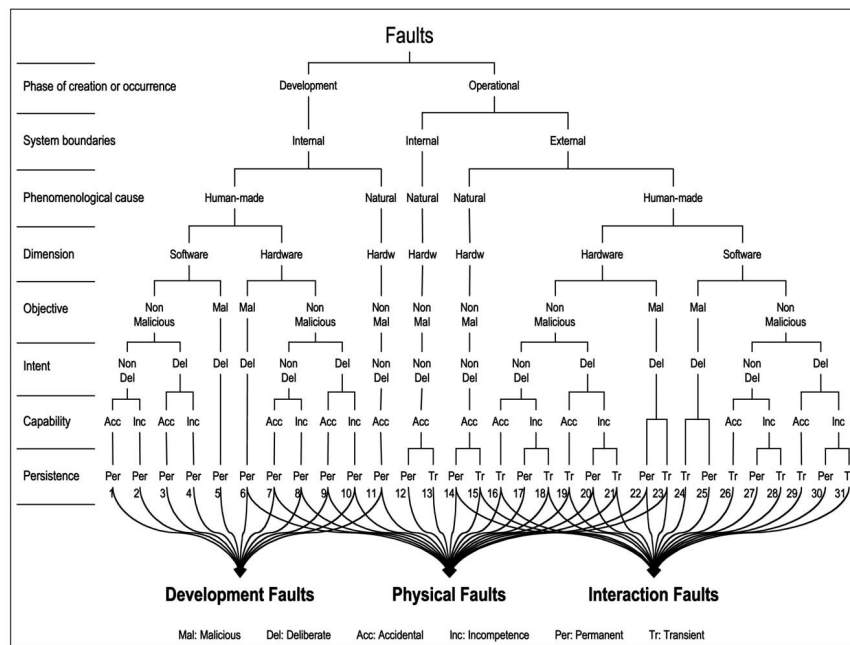 Faults
Phase of creation or occurrence Development Operational
System boundaries Internal Internal External
Phenomenological cause Human-made Natural Natural Natural Human-made
Dimension Software Hardware Hardw Hardw Hardw Hardware Software
Objective Non Malicious Mal Mal Non Malicious Non Mal Non Mal Non Mal Non Malicious Mal Mal Non Malicious
Intent Non Del Del Del Del Non Del Del Non Del Non Del Non Del Non Del Del Del Del Non Del Del
Capability Acc Inc Acc Inc Acc Inc Acc Inc Acc Acc Acc Acc Inc Acc Inc Acc Inc Acc Inc
Persistence Per Per Per Per Per Per Per Per Per Per Per Per Tr Per Tr Tr Per Tr Tr Per Tr Per Tr Tr Per Tr Per Tr Tr Per T
1 2 3 4 5 6 7 8 9 10 11 12 13 14 15 16 17 18 19 20 21 22 23 24 25 26 27 28 29 30 31
Development Faults Physical Faults Interaction Faults
Mal: Malicious Del: Deliberate Acc: Accidental Inc: Incompetence Per: Permanent Tr: Transient